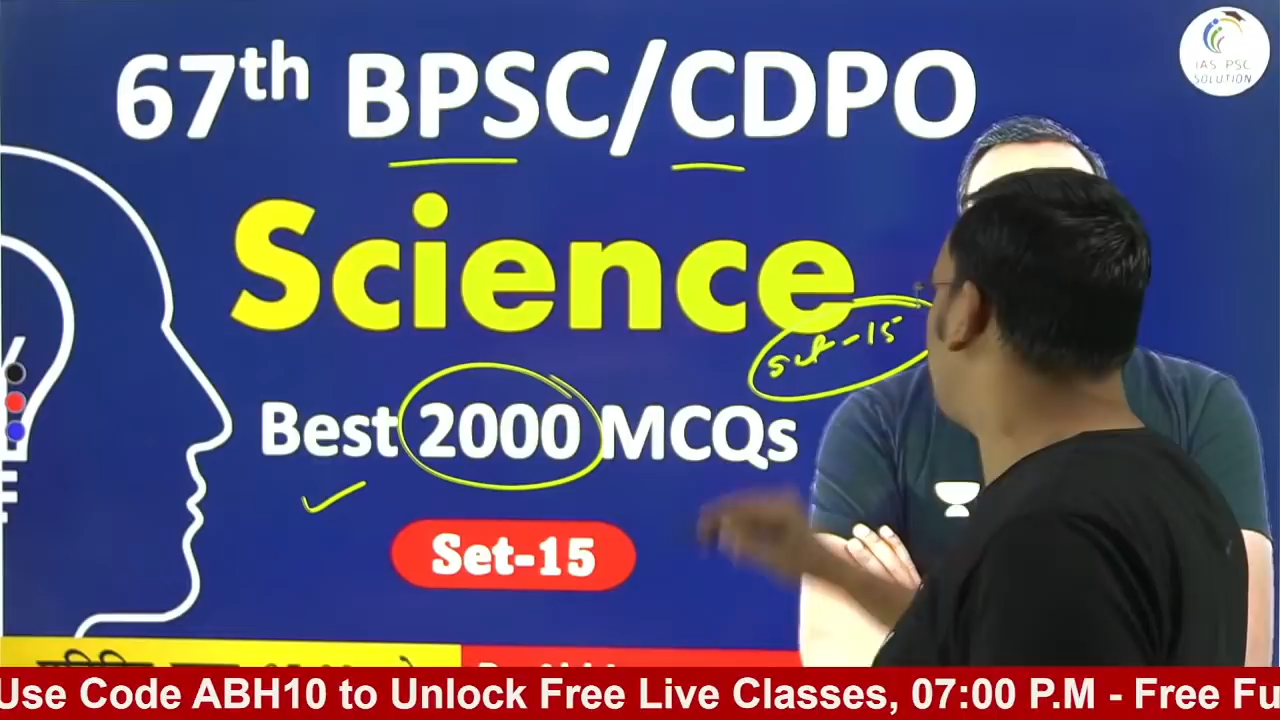 67th BPSC/CDPO
IAS PSC
SOLUTION
Science
Set-15
Best 2000 MCQs
Set-15
Use Code ABH10 to Unlock Free Live Classes, 07:00 P.M - Free Fu